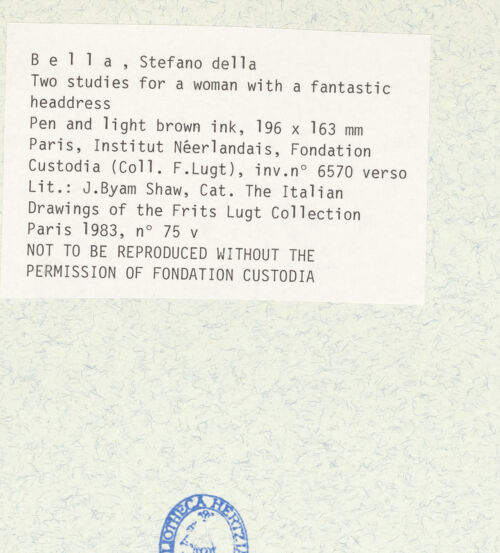 B e l l a , Stefano della
Two studies for a woman with a fantastic
headdress
Pen and light brown ink, 196 x 163 mm
Paris, Institut Néerlandais, Fondation
Custodia (Coll. F.Lugt), inv.n° 6570 verso
Lit.: J.Byam Shaw, Cat. The Italian
Drawings of the Frits Lugt Collection
Paris 1983, n° 75 v
NOT TO BE REPRODUCED WITHOUT THE
PERMISSION OF FONDATION CUSTODIA
LIOTHECA HERTZIA